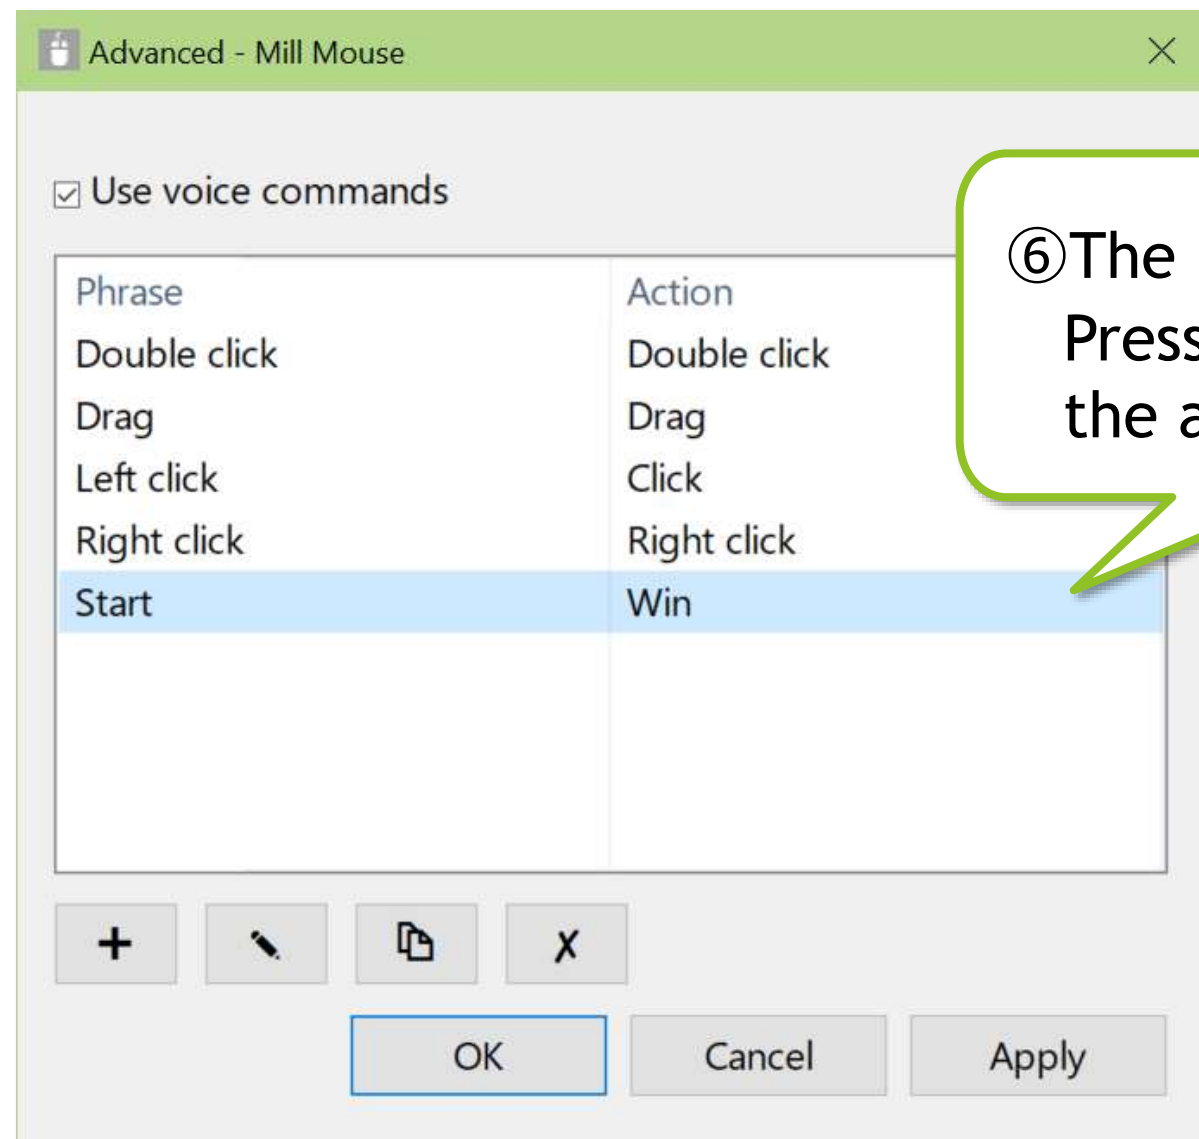 Advanced - Mill Mouse
Use voice commands
Phrase Action
Double click Double click
Drag Drag
Left click Click
Right click Right click
Start Win
⑥The
Press
the a
OK Cancel Apply